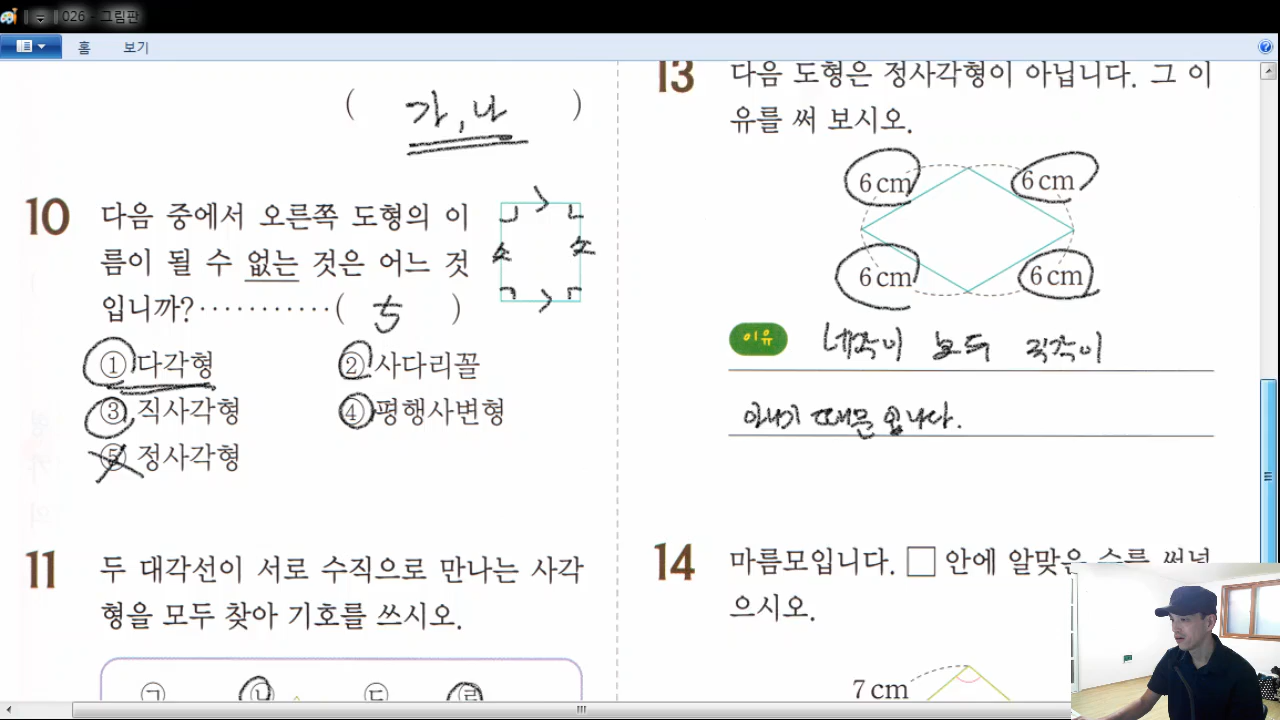 026 - 그림판
홈 보기
( 가, 나 )
10 다음 중에서 오른쪽 도형의 이
름이 될 수 없는 것은 어느 것
입니까?···········( 5 )
① 다각형 ② 사다리꼴
③ 직사각형 ④ 평행사변형
⑤ 정사각형
11 두 대각선이 서로 수직으로 만나는 사각
형을 모두 찾아 기호를 쓰시오.
ㄱ ㄴ ㄷ ㄹ
13 다음 도형은 정사각형이 아닙니다. 그 이
유를 써 보시오.
6 cm 6 cm
6 cm 6 cm
이유 네각이 모두 직각이
아니기 때문입니다.
14 마름모입니다. □ 안에 알맞은 수를 써넣
으시오.
7 cm